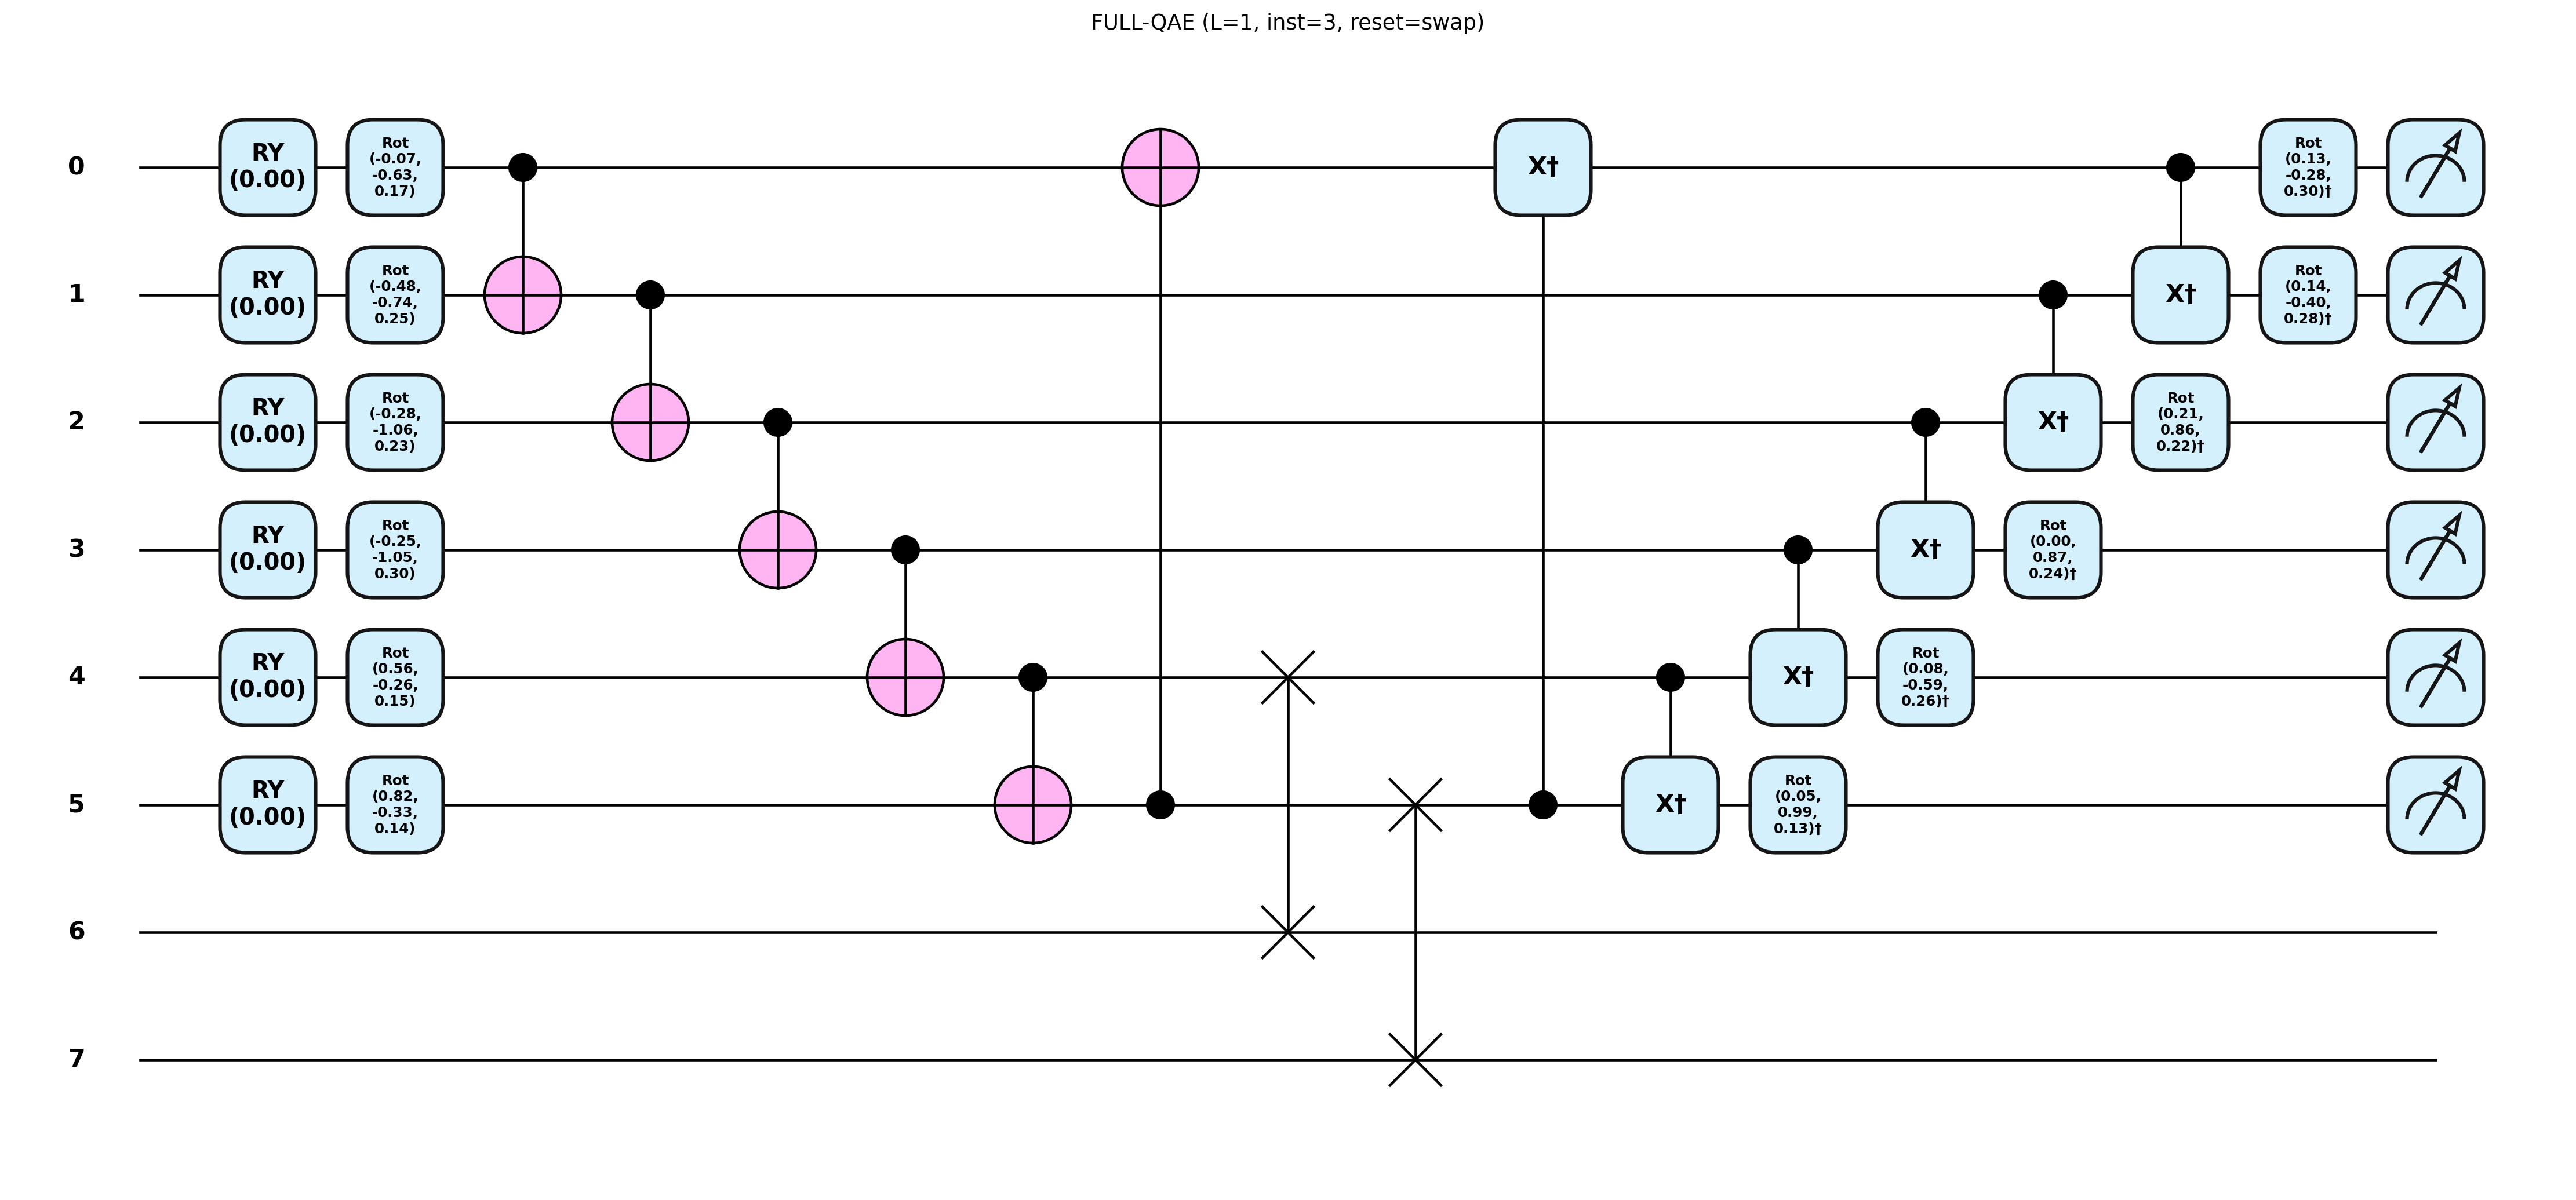 FULL-QAE (L=1, inst=3, reset=swap)
0
RY
(0.00)
Rot
(-0.07,
-0.63,
0.17)
X†
Rot
(0.13,
-0.28,
0.30)†
1
RY
(0.00)
Rot
(-0.48,
-0.74,
0.25)
X†
Rot
(0.14,
-0.40,
0.28)†
2
RY
(0.00)
Rot
(-0.28,
-1.06,
0.23)
X†
Rot
(0.21,
0.86,
0.22)†
3
RY
(0.00)
Rot
(-0.25,
-1.05,
0.30)
X†
Rot
(0.00,
0.87,
0.24)†
4
RY
(0.00)
Rot
(0.56,
-0.26,
0.15)
X†
Rot
(0.08,
-0.59,
0.26)†
5
RY
(0.00)
Rot
(0.82,
-0.33,
0.14)
X†
Rot
(0.05,
0.99,
0.13)†
6
7